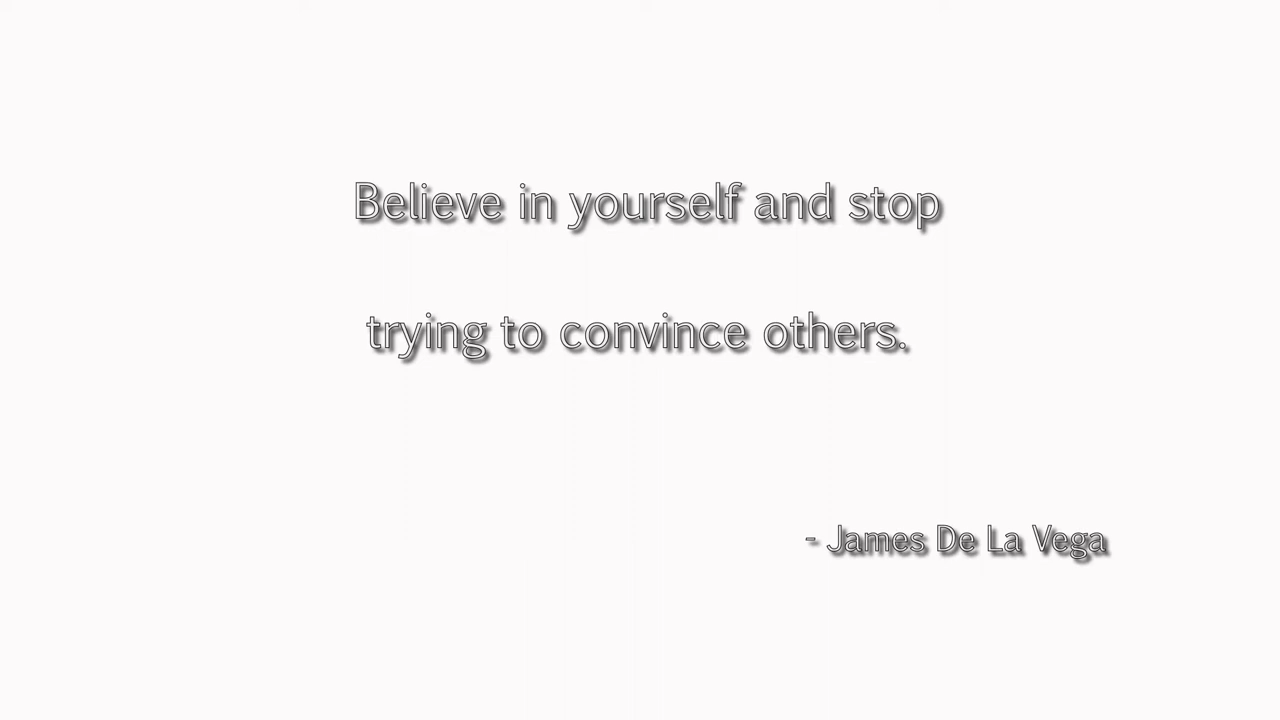 Believe in yourself and stop
trying to convince others.
- James De La Vega